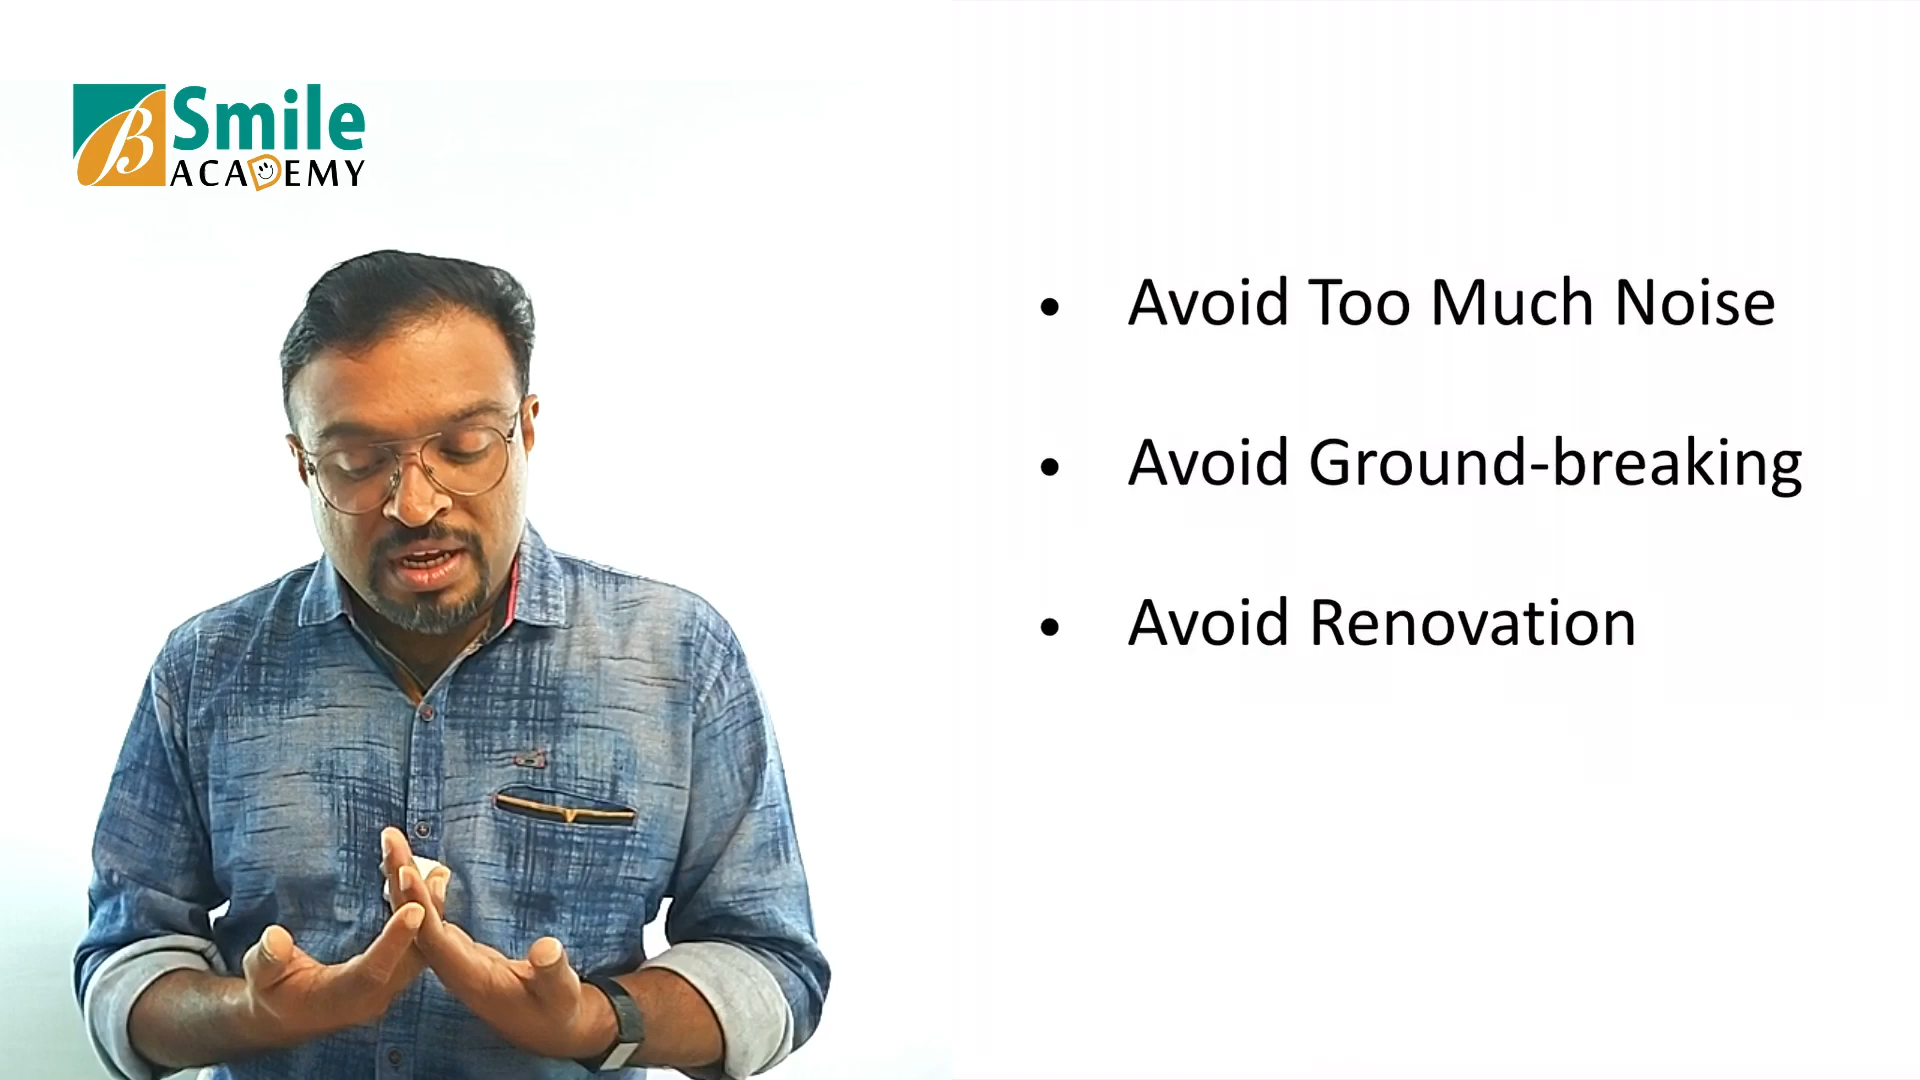 B Smile
ACADEMY
• Avoid Too Much Noise
• Avoid Ground-breaking
• Avoid Renovation